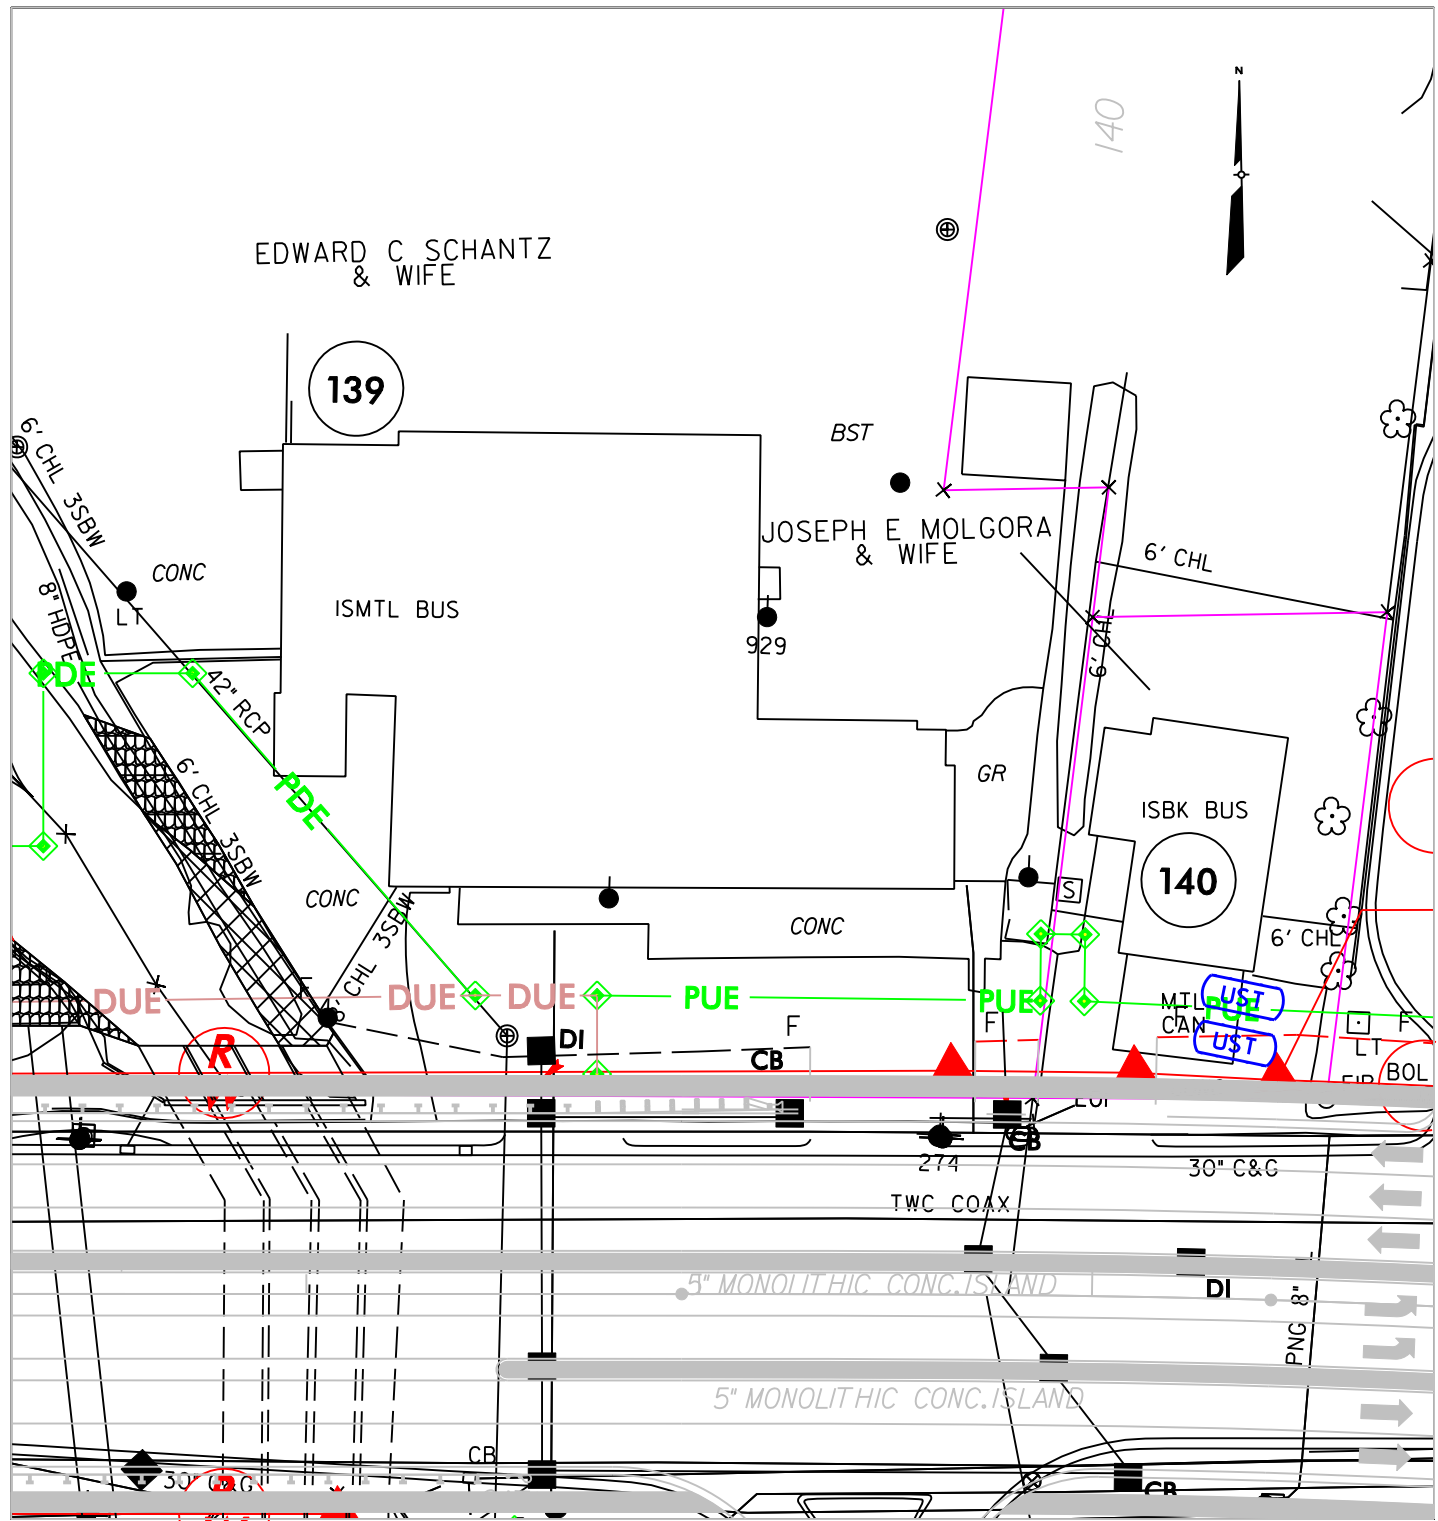 N
140
EDWARD C SCHANTZ
& WIFE
139
6' CHL 3SBW
BST
JOSEPH E MOLGORA
& WIFE
6' CHL
CONC
8" HDPE
LT
ISMTL BUS
929
6' CHL
PDE
42" RCP
PDE
6' CHL 3SBW
GR
ISBK BUS
140
S
CONC
6' CHL 3SBW
CONC
6' CHL
F
DUE
DUE
DUE
PUE
PUE
PUE
UST
UST
MTL
CAN
F
F
F
F
LT
R
DI
CB
BOL
CB
274
30" C&G
TWC COAX
5" MONOLITHIC CONC.ISLAND
DI
PNG 8"
5" MONOLITHIC CONC.ISLAND
CB
30" C&G
CB